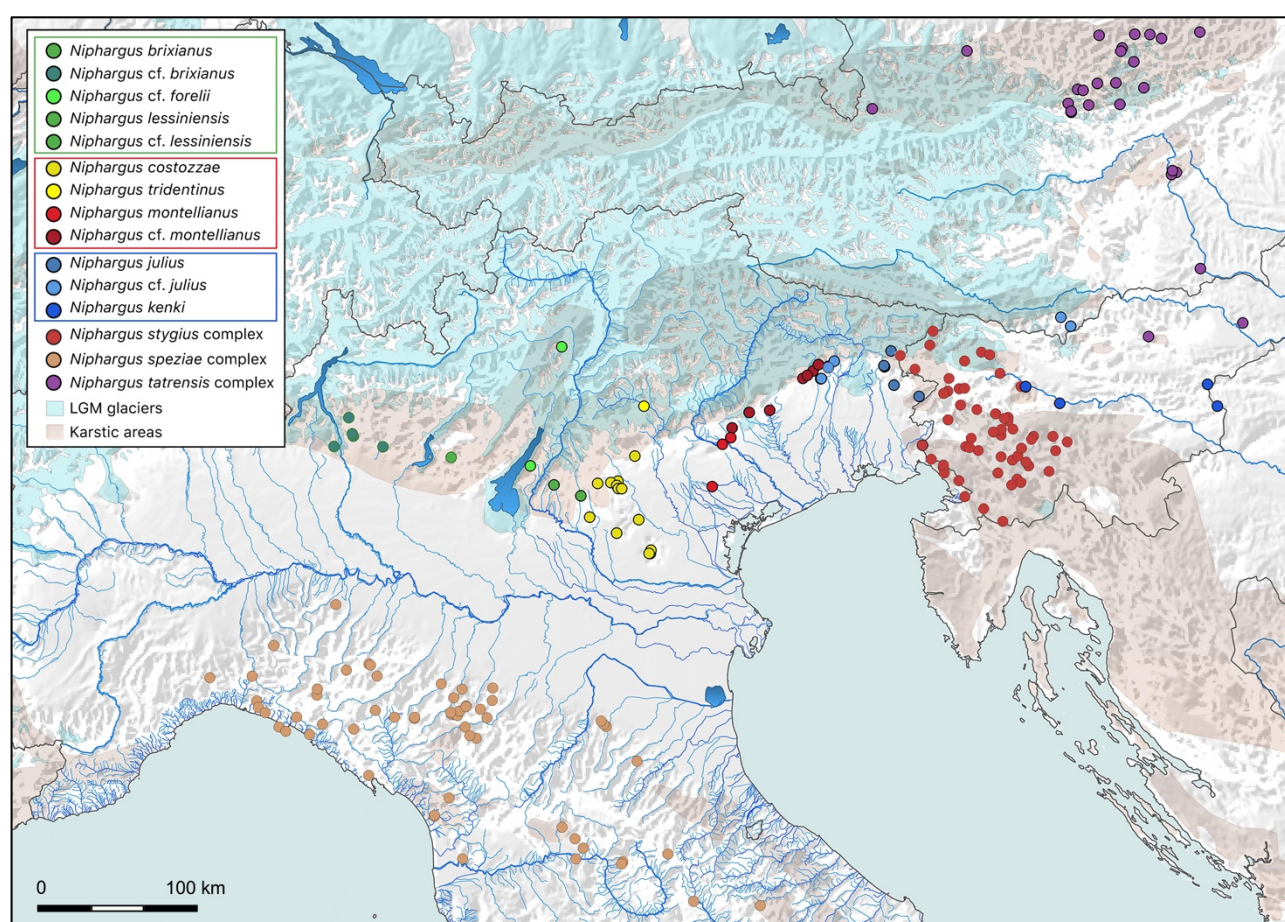 Niphargus brixianus
Niphargus cf. brixianus
Niphargus cf. forelii
Niphargus lessiniensis
Niphargus cf. lessiniensis
Niphargus costozzae
Niphargus tridentinus
Niphargus montellianus
Niphargus cf. montellianus
Niphargus julius
Niphargus cf. julius
Niphargus kenki
Niphargus stygius complex
Niphargus speziae complex
Niphargus tatrensis complex
LGM glaciers
Karstic areas
0 100 km